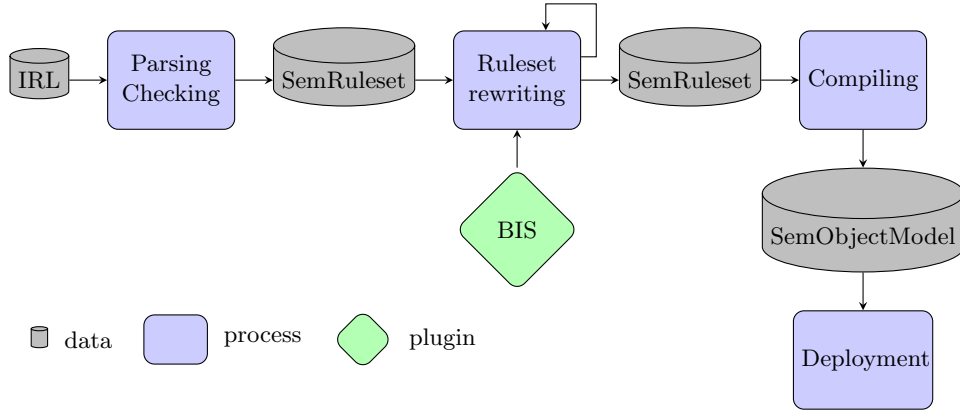 IRL
Parsing
Checking
SemRuleset
Ruleset
rewriting
SemRuleset
Compiling
BIS
SemObjectModel
data
process
plugin
Deployment